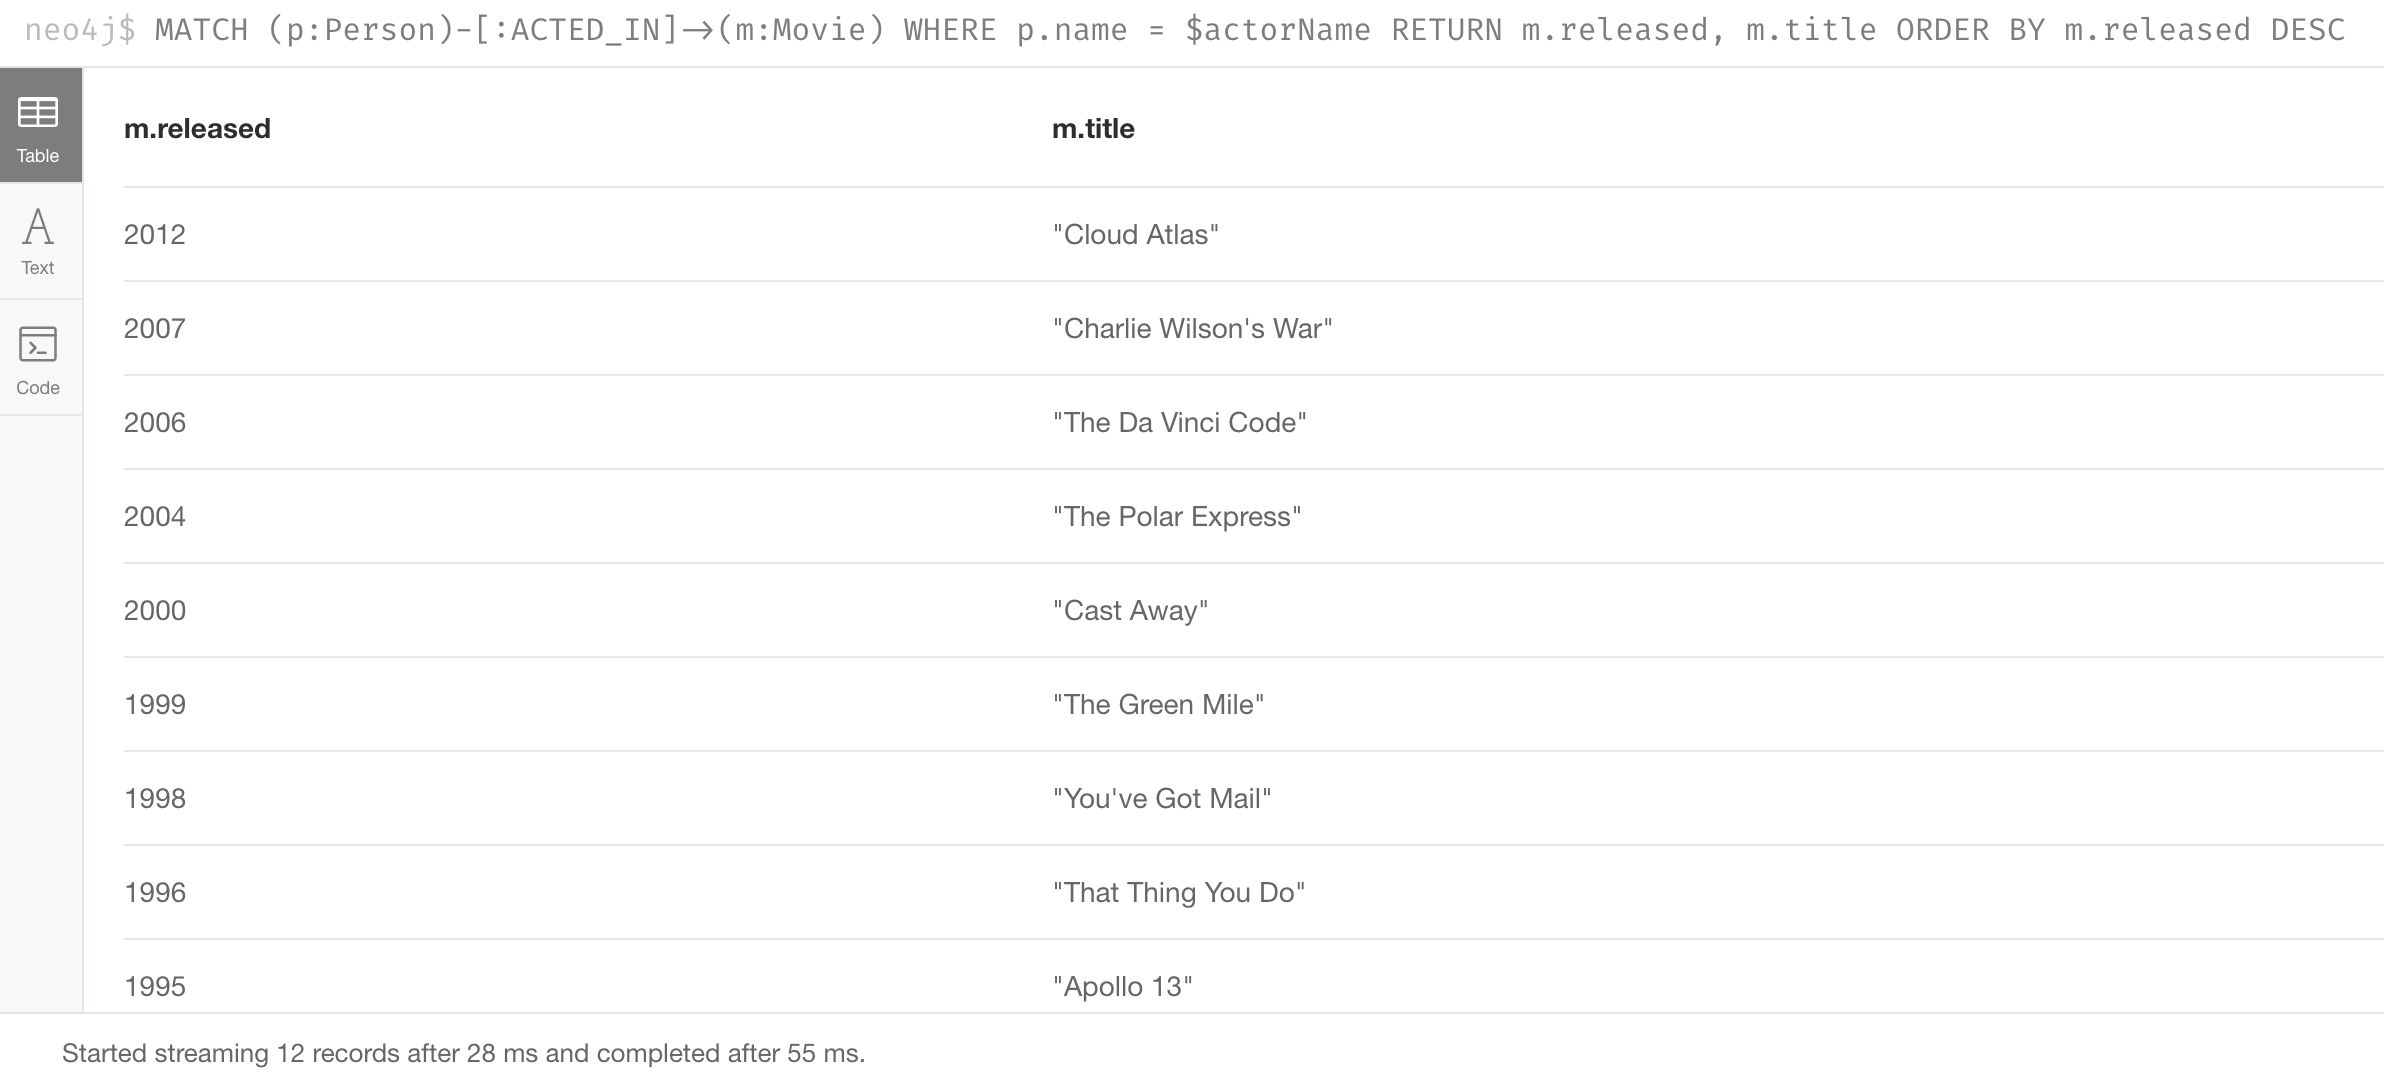 neo4j$ MATCH (p:Person)-[:ACTED_IN]→(m:Movie) WHERE p.name = $actorName RETURN m.released, m.title ORDER BY m.released DESC
Table
Text
Code
m.released m.title
2012 "Cloud Atlas"
2007 "Charlie Wilson's War"
2006 "The Da Vinci Code"
2004 "The Polar Express"
2000 "Cast Away"
1999 "The Green Mile"
1998 "You've Got Mail"
1996 "That Thing You Do"
1995 "Apollo 13"
Started streaming 12 records after 28 ms and completed after 55 ms.